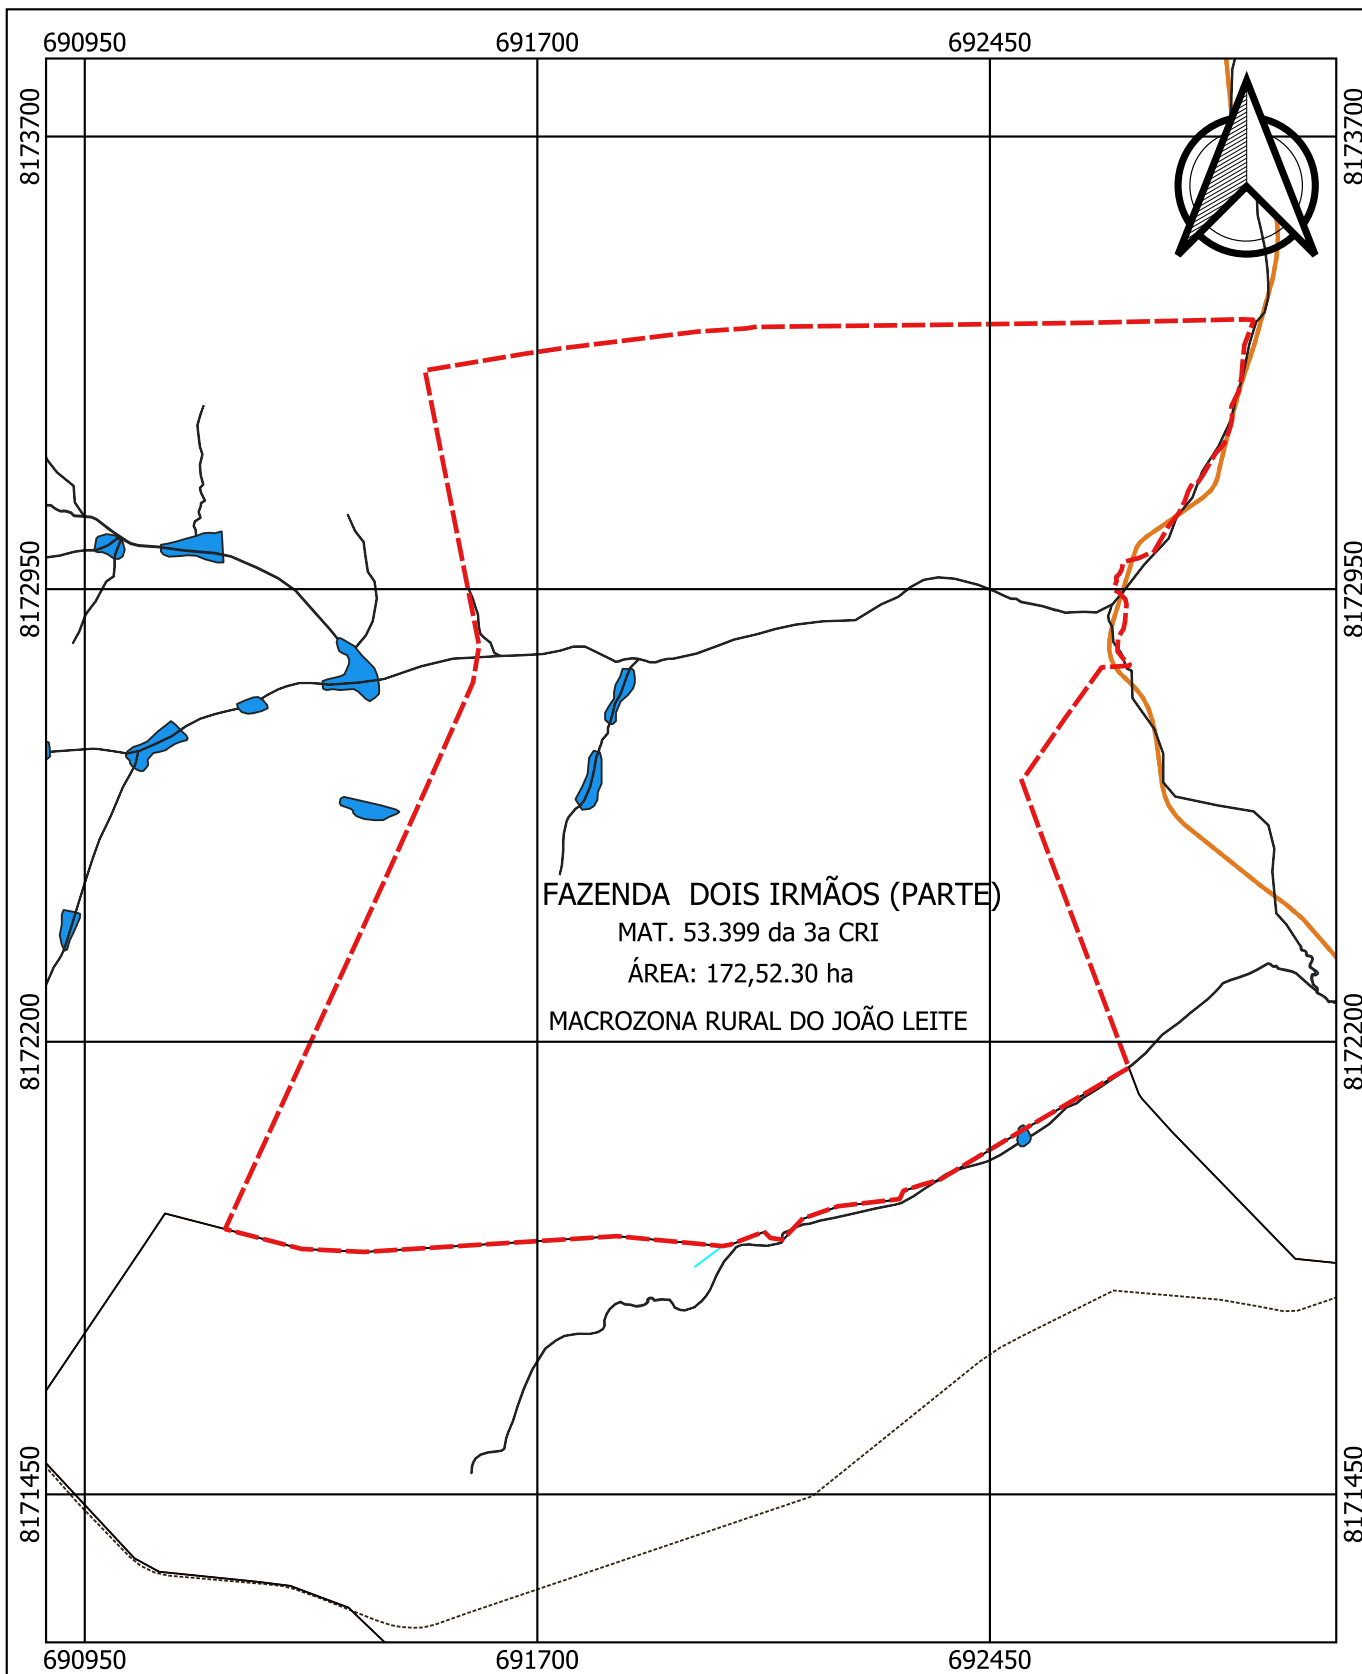 690950 691700 692450
8173700 8173700
8172950 8172950
FAZENDA DOIS IRMÃOS (PARTE)
MAT. 53.399 da 3a CRI
ÁREA: 172,52.30 ha
MACROZONA RURAL DO JOÃO LEITE
8172200 8172200
8171450 8171450
690950 691700 692450